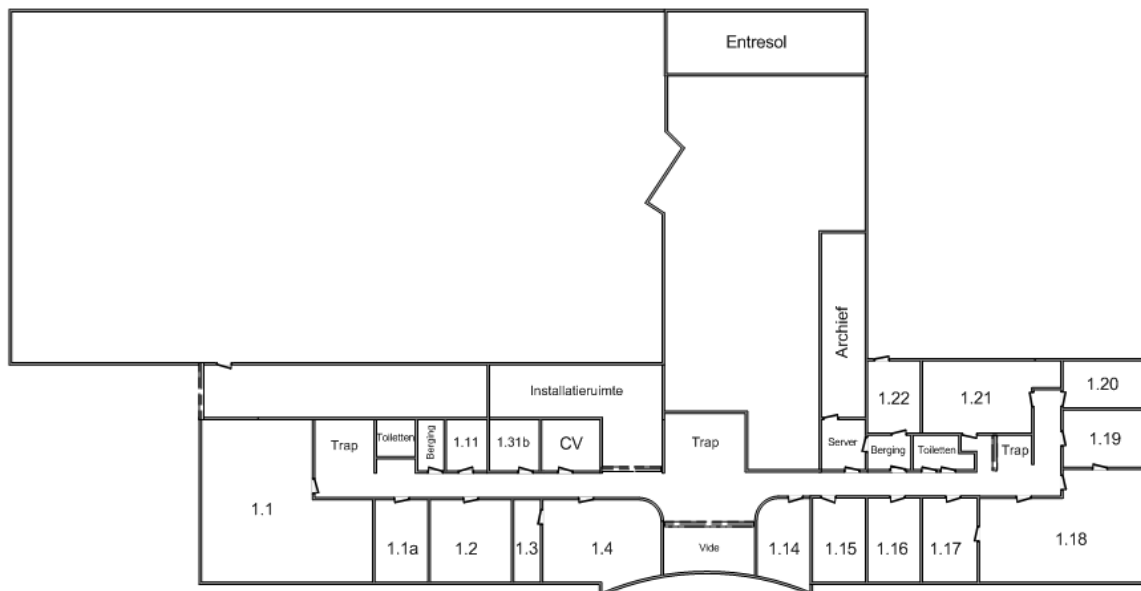 Entresol
Archief
Installatieruimte
1.22
1.21
1.20
1.19
Trap
Toiletten
Berging
1.11
1.31b
CV
Trap
Server
Berging
Toiletten
Trap
1.1
1.1a
1.2
1.3
1.4
Vide
1.14
1.15
1.16
1.17
1.18